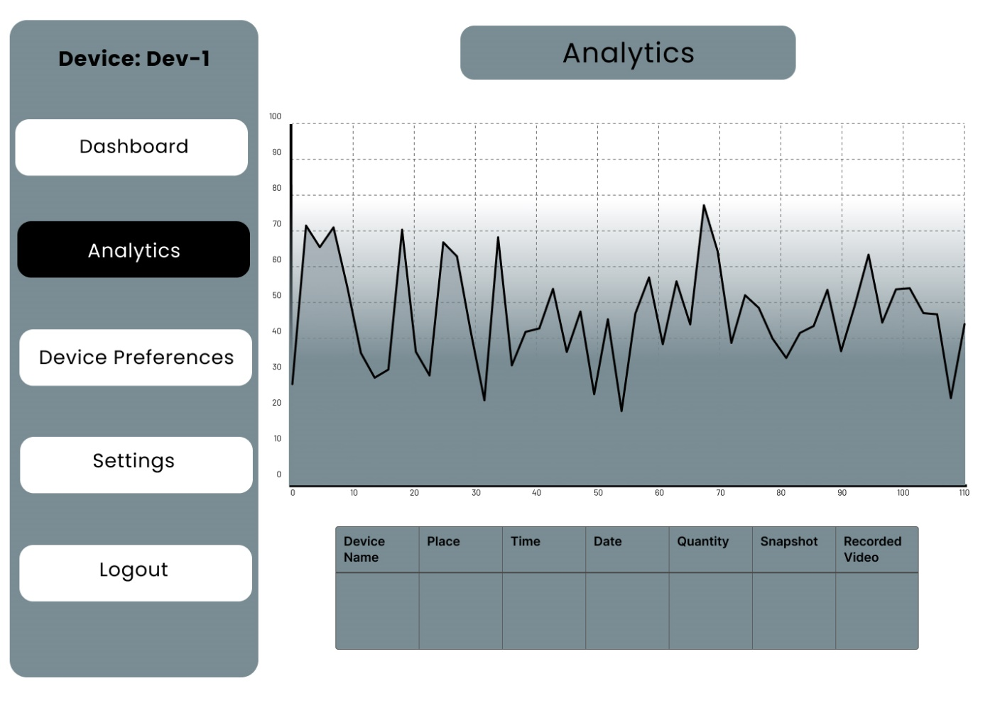 Device: Dev-1
Dashboard
Analytics
Device Preferences
Settings
Logout
Analytics
100
90
80
70
60
50
40
30
20
10
0
0 10 20 30 40 50 60 70 80 90 100 110
Device Name
Place
Time
Date
Quantity
Snapshot
Recorded Video